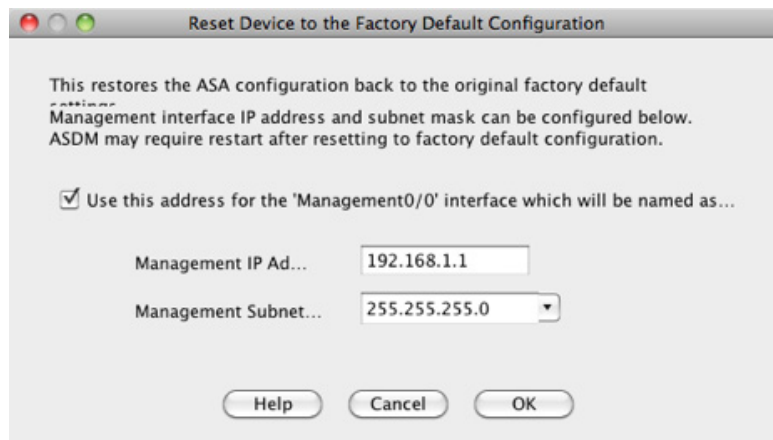 Reset Device to the Factory Default Configuration
This restores the ASA configuration back to the original factory default
settings
Management interface IP address and subnet mask can be configured below.
ASDM may require restart after resetting to factory default configuration.
Use this address for the 'Management0/0' interface which will be named as...
Management IP Ad...
192.168.1.1
Management Subnet...
255.255.255.0
Help
Cancel
OK